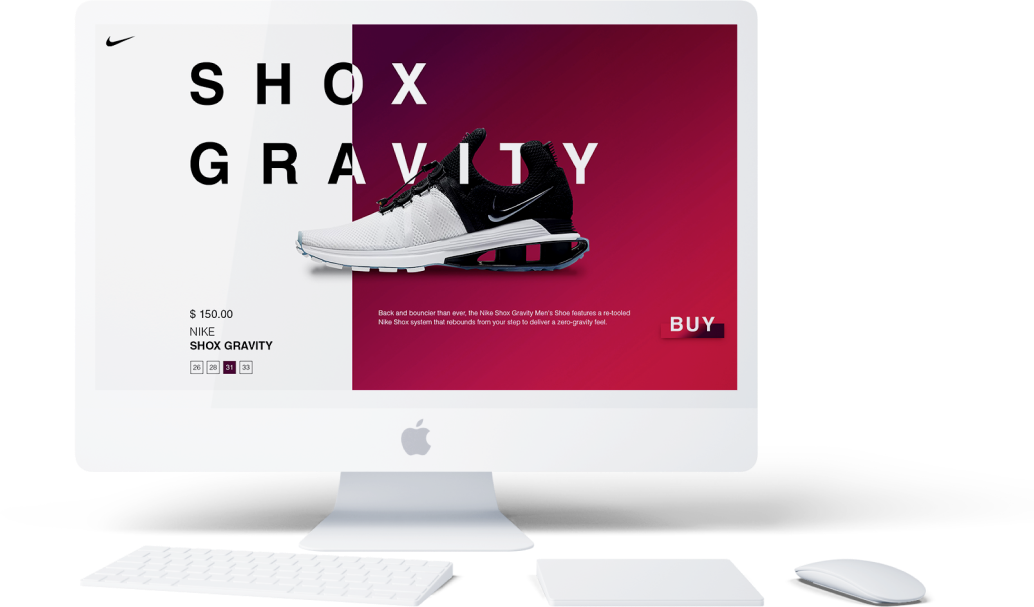 SHOX
GRAVITY
$ 150.00
NIKE
SHOX GRAVITY
26 28 31 33
Back and bouncier than ever, the Nike Shox Gravity Men's Shoe features a re-tooled
Nike Shox system that rebounds from your step to deliver a zero-gravity feel.
BUY